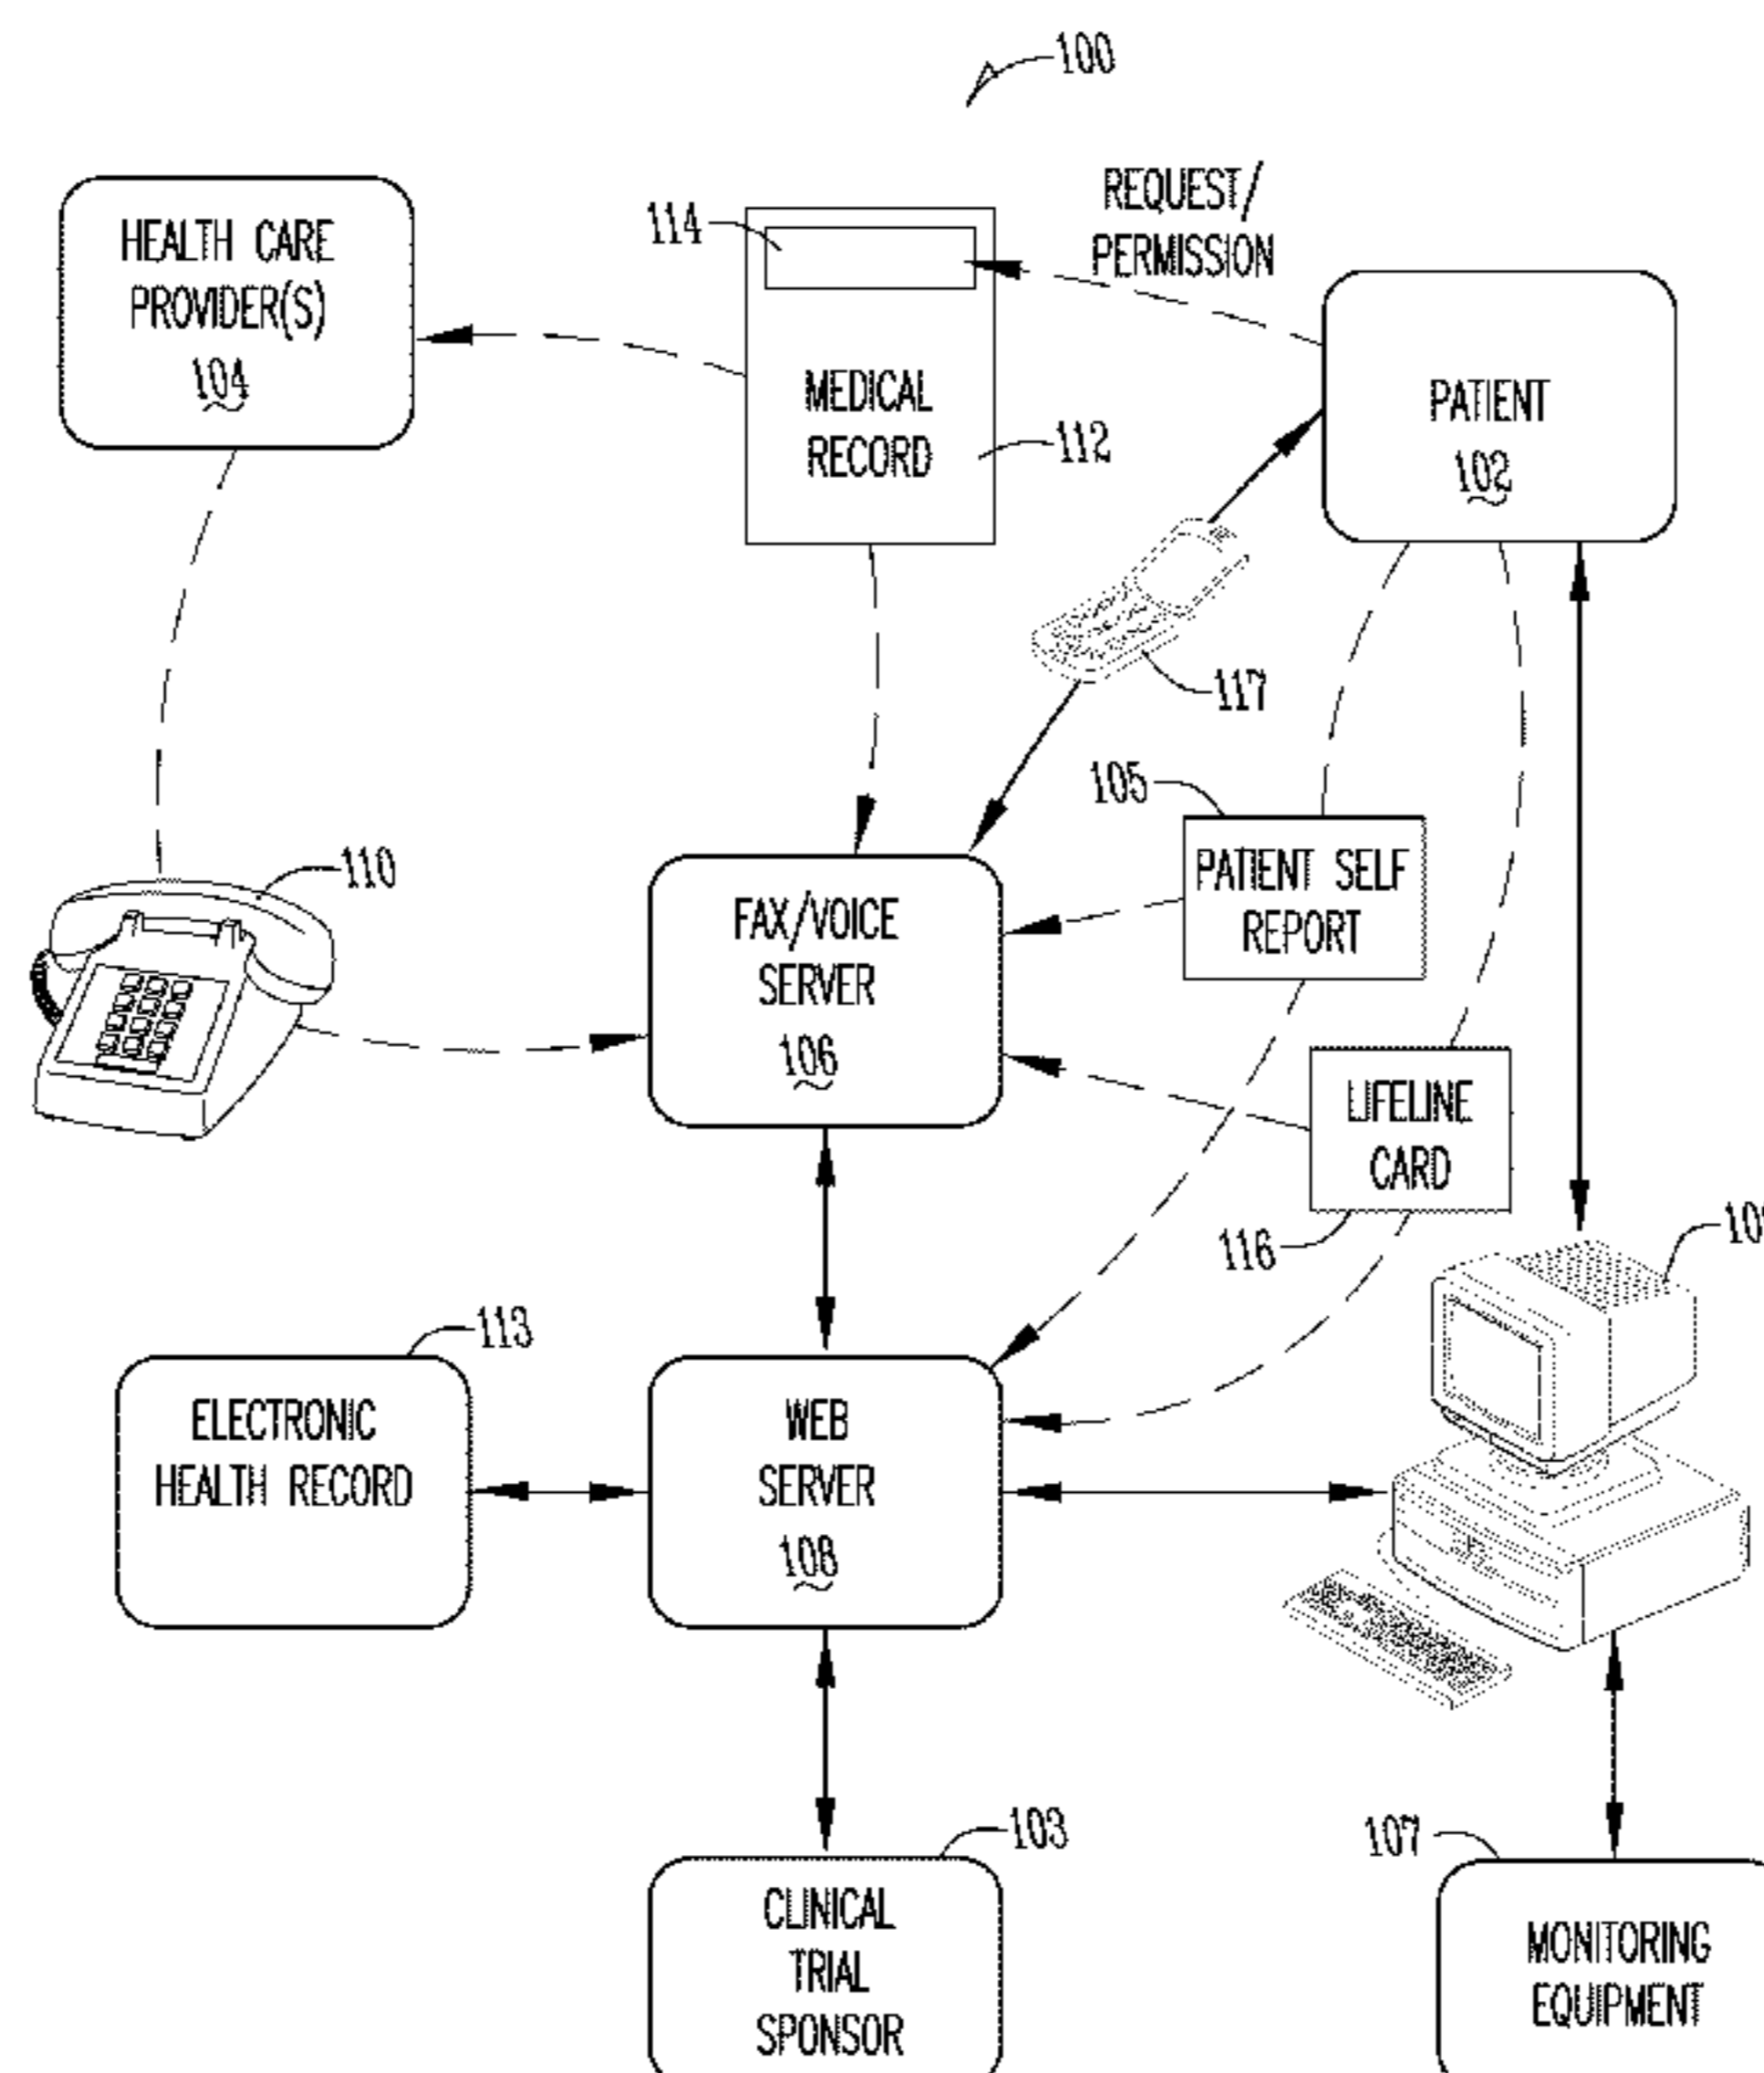 100
HEALTH CARE
PROVIDER(S)
104
114
MEDICAL
RECORD
112
REQUEST/
PERMISSION
PATIENT
102
117
105
PATIENT SELF
REPORT
110
FAX/VOICE
SERVER
106
LIFELINE
CARD
116
113
ELECTRONIC
HEALTH RECORD
WEB
SERVER
108
103
CLINICAL
TRIAL
SPONSOR
107
MONITORING
EQUIPMENT